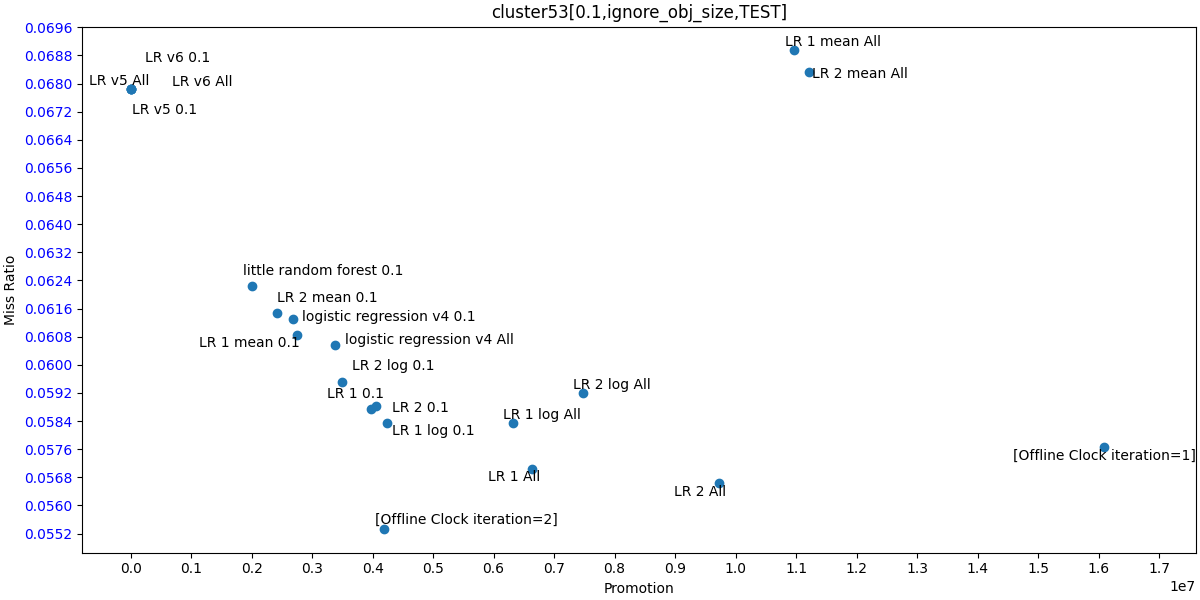 cluster53[0.1,ignore_obj_size,TEST]
0.0696
0.0688
0.0680
0.0672
0.0664
0.0656
0.0648
0.0640
0.0632
0.0624
0.0616
0.0608
0.0600
0.0592
0.0584
0.0576
0.0568
0.0560
0.0552
Miss Ratio
LR v6 0.1
LR v5 All
LR v6 All
LR v5 0.1
LR 1 mean All
LR 2 mean All
little random forest 0.1
LR 2 mean 0.1
logistic regression v4 0.1
LR 1 mean 0.1
logistic regression v4 All
LR 2 log 0.1
LR 1 0.1
LR 2 0.1
LR 1 log 0.1
LR 2 log All
LR 1 log All
LR 1 All
LR 2 All
[Offline Clock iteration=1]
[Offline Clock iteration=2]
0.0 0.1 0.2 0.3 0.4 0.5 0.6 0.7 0.8 0.9 1.0 1.1 1.2 1.3 1.4 1.5 1.6 1.7
1e7
Promotion